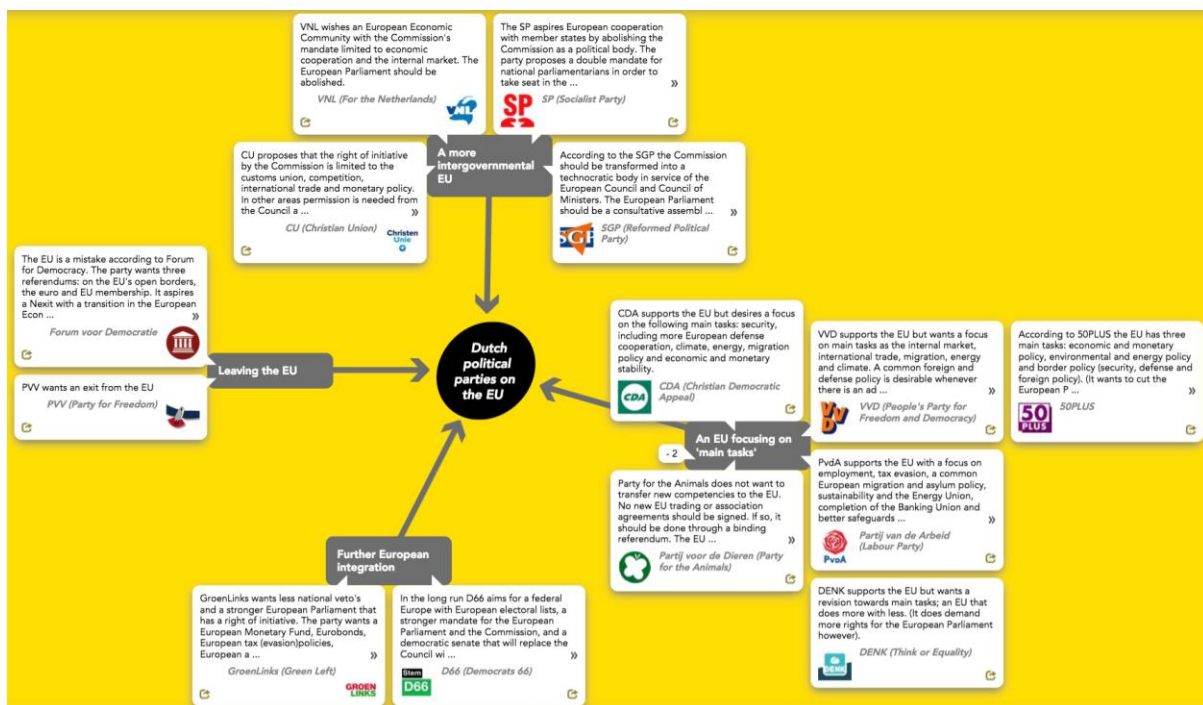 VNL wishes an European Economic
Community with the Commission's
mandate limited to economic
cooperation and the internal market. The
European Parliament should be
abolished.
VNL (For the Netherlands)
VNL
The SP aspires European cooperation
with member states by abolishing the
Commission as a political body. The
party proposes a double mandate for
national parliamentarians in order to
take seat in the ... »
SP (Socialist Party)
SP
A more
intergovernmental
EU
CU proposes that the right of initiative
by the Commission is limited to the
customs union, competition,
international trade and monetary policy.
In other areas permission is needed from
the Council a ... »
CU (Christian Union)
Christen
Unie
According to the SGP the Commission
should be transformed into a
technocratic body in service of the
European Council and Council of
Ministers. The European Parliament
should be a consultative assembl ... »
SGP (Reformed Political
Party)
SGP
The EU is a mistake according to Forum
for Democracy. The party wants three
referendums: on the EU's open borders,
the euro and EU membership. It aspires
a Nexit with a transition in the European
Econ ... »
Forum voor Democratie
Leaving the EU
PVV wants an exit from the EU
PVV (Party for Freedom)
Dutch
political
parties on
the EU
CDA supports the EU but desires a focus
on the following main tasks: security,
including more European defense
cooperation, climate, energy, migration
policy and economic and monetary
stability.
CDA (Christian Democratic
Appeal)
CDA
VVD supports the EU but wants a focus
on main tasks as the internal market,
international trade, migration, energy
and climate. A common foreign and
defense policy is desirable whenever
there is an ad ... »
VVD (People's Party for
Freedom and Democracy)
VVD
According to 50PLUS the EU has three
main tasks: economic and monetary
policy, environmental and energy policy
and border policy (security, defense and
foreign policy). (It wants to cut the
European P ... »
50PLUS
50
PLUS
An EU focusing on
'main tasks'
- 2
Party for the Animals does not want to
transfer new competencies to the EU.
No new EU trading or association
agreements should be signed. If so, it
should be done through a binding
referendum. The EU ... »
Partij voor de Dieren (Party
for the Animals)
PvdA supports the EU with a focus on
employment, tax evasion, a common
European migration and asylum policy,
sustainability and the Energy Union,
completion of the Banking Union and
better safeguards ... »
Partij van de Arbeid
(Labour Party)
PvdA
DENK supports the EU but wants a
revision towards main tasks; an EU that
does more with less. (It does demand
more rights for the European Parliament
however).
DENK (Think or Equality)
DENK
Further European
integration
GroenLinks wants less national veto's
and a stronger European Parliament that
has a right of initiative. The party wants a
European Monetary Fund, Eurobonds,
European tax (evasion)policies,
European a ... »
GroenLinks (Green Left)
GROEN
LINKS
In the long run D66 aims for a federal
Europe with European electoral lists, a
stronger mandate for the European
Parliament and the Commission, and a
democratic senate that will replace the
Council wi ... »
D66 (Democrats 66)
Stem
D66